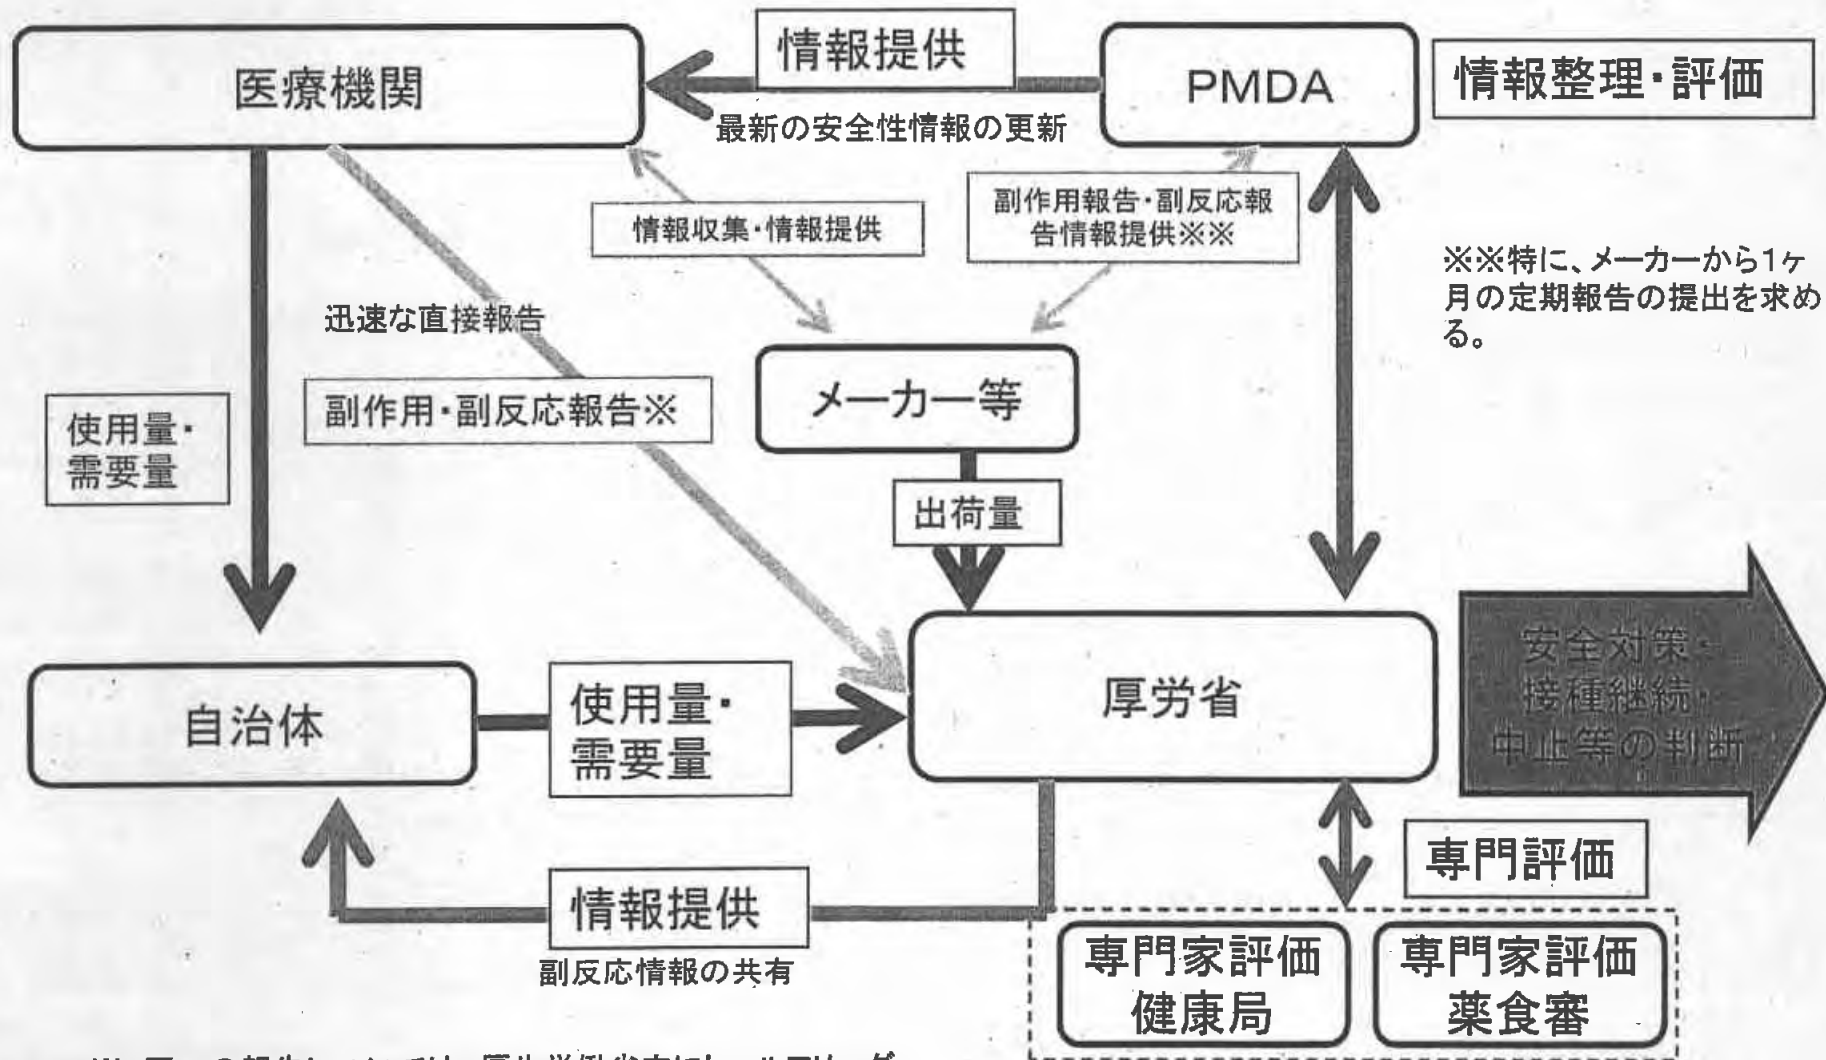 医療機関
情報提供
PMDA
情報整理・評価
最新の安全性情報の更新
情報収集・情報提供
副作用報告・副反応報
告情報提供※※
※※特に、メーカーから1ヶ
月の定期報告の提出を求め
る。
迅速な直接報告
副作用・副反応報告※
メーカー等
使用量・
需要量
出荷量
自治体
使用量・
需要量
厚労省
安全対策・
接種継続・
中止等の判断
専門評価
情報提供
副反応情報の共有
専門家評価
健康局
専門家評価
薬食審